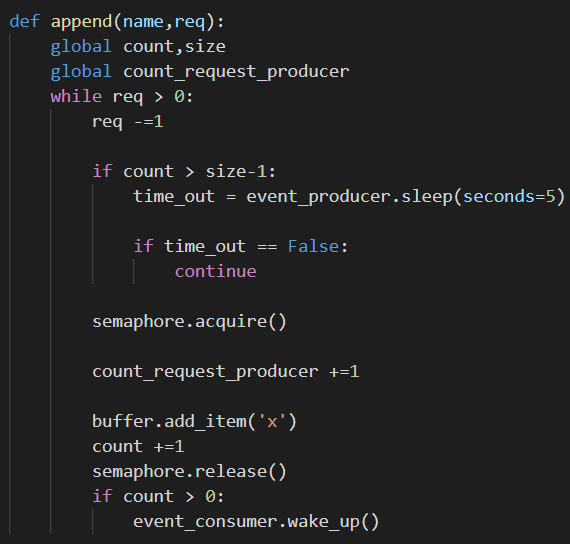 def append(name,req):
    global count,size
    global count_request_producer
    while req > 0:
        req -=1
        if count > size-1:
            time_out = event_producer.sleep(seconds=5)
            if time_out == False:
                continue
        semaphore.acquire()
        count_request_producer +=1
        buffer.add_item('x')
        count +=1
        semaphore.release()
        if count > 0:
            event_consumer.wake_up()